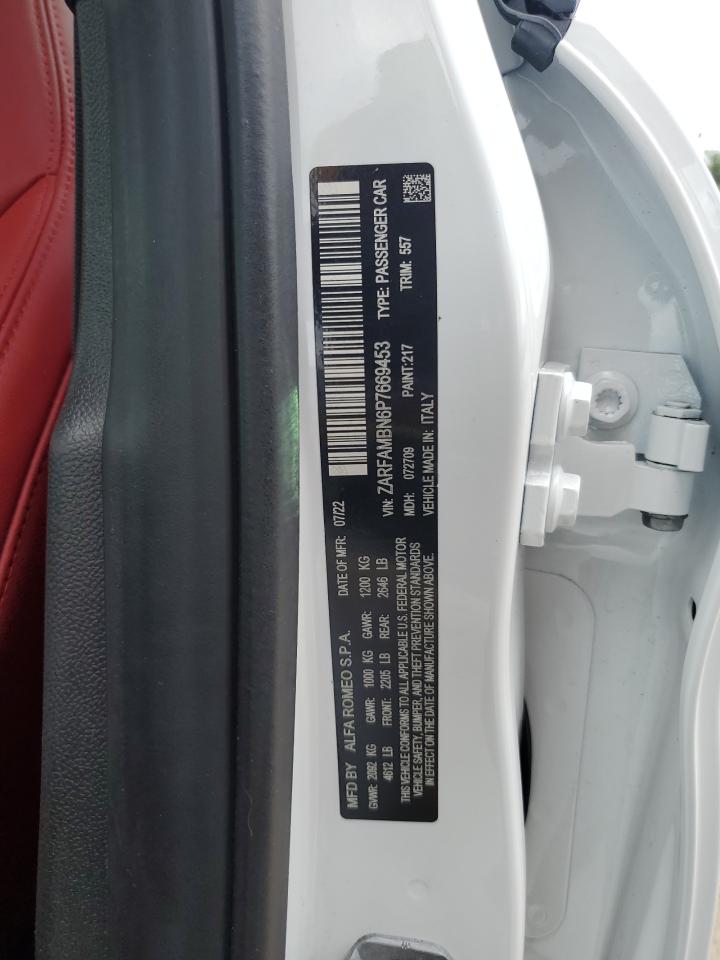 MFD BY ALFA ROMEO S.P.A. DATE OF MFR: 07/22
GVWR: 2092 KG GAWR: 1000 KG GAWR: 1200 KG
4612 LB FRONT: 2205 LB REAR: 2646 LB
THIS VEHICLE CONFORMS TO ALL APPLICABLE U.S. FEDERAL MOTOR
VEHICLE SAFETY, BUMPER, AND THEFT PREVENTION STANDARDS
IN EFFECT ON THE DATE OF MANUFACTURE SHOWN ABOVE.
VIN: ZARFAMBN6P7669453 TYPE: PASSENGER CAR
MDH: 072709 PAINT:217 TRIM: 557
VEHICLE MADE IN: ITALY